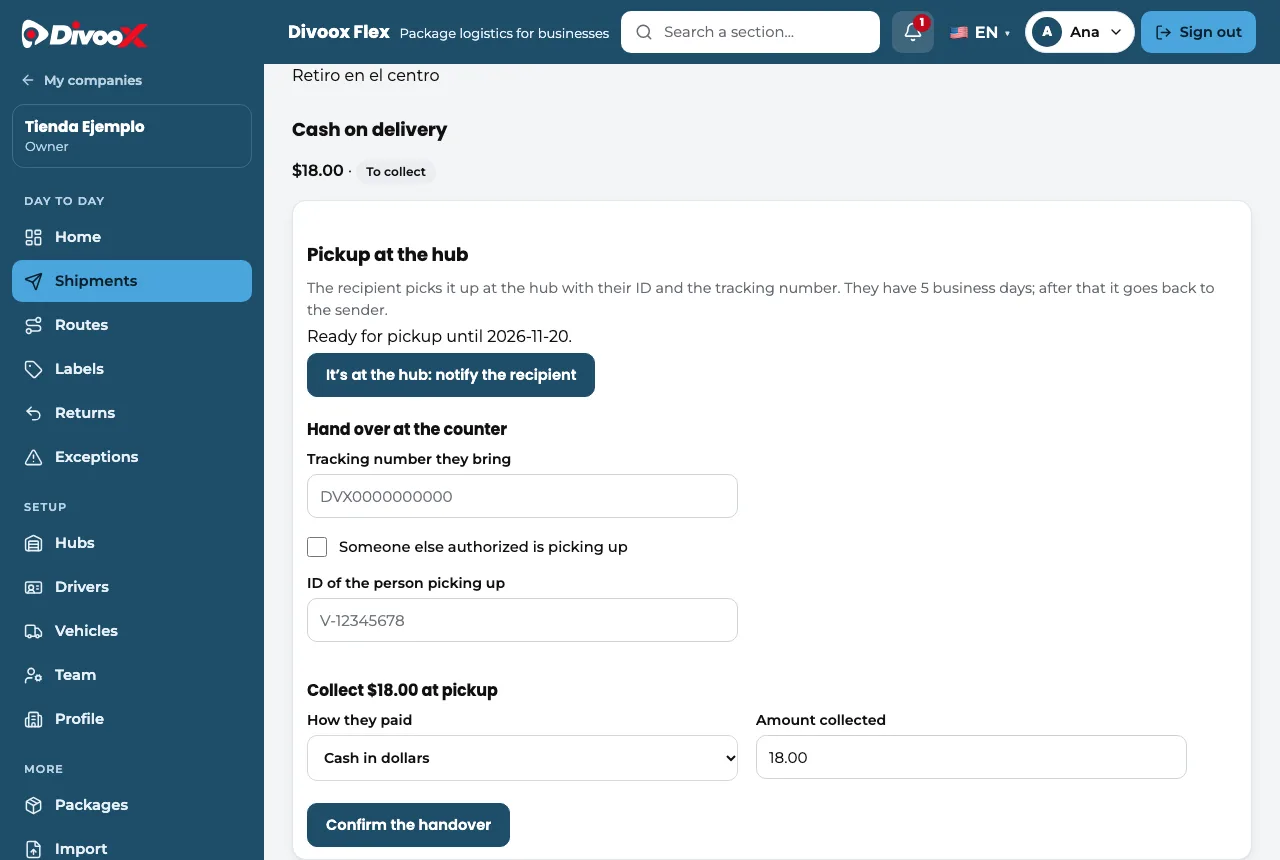 DivooX
Divoox Flex Package logistics for businesses
Search a section...
1
EN
A
Ana
Sign out
My companies
Tienda Ejemplo
Owner
DAY TO DAY
Home
Shipments
Routes
Labels
Returns
Exceptions
SETUP
Hubs
Drivers
Vehicles
Team
Profile
MORE
Packages
Import
Retiro en el centro
Cash on delivery
$18.00 · To collect
Pickup at the hub
The recipient picks it up at the hub with their ID and the tracking number. They have 5 business days; after that it goes back to
the sender.
Ready for pickup until 2026-11-20.
It's at the hub: notify the recipient
Hand over at the counter
Tracking number they bring
DVX0000000000
Someone else authorized is picking up
ID of the person picking up
V-12345678
Collect $18.00 at pickup
How they paid
Cash in dollars
Amount collected
18.00
Confirm the handover